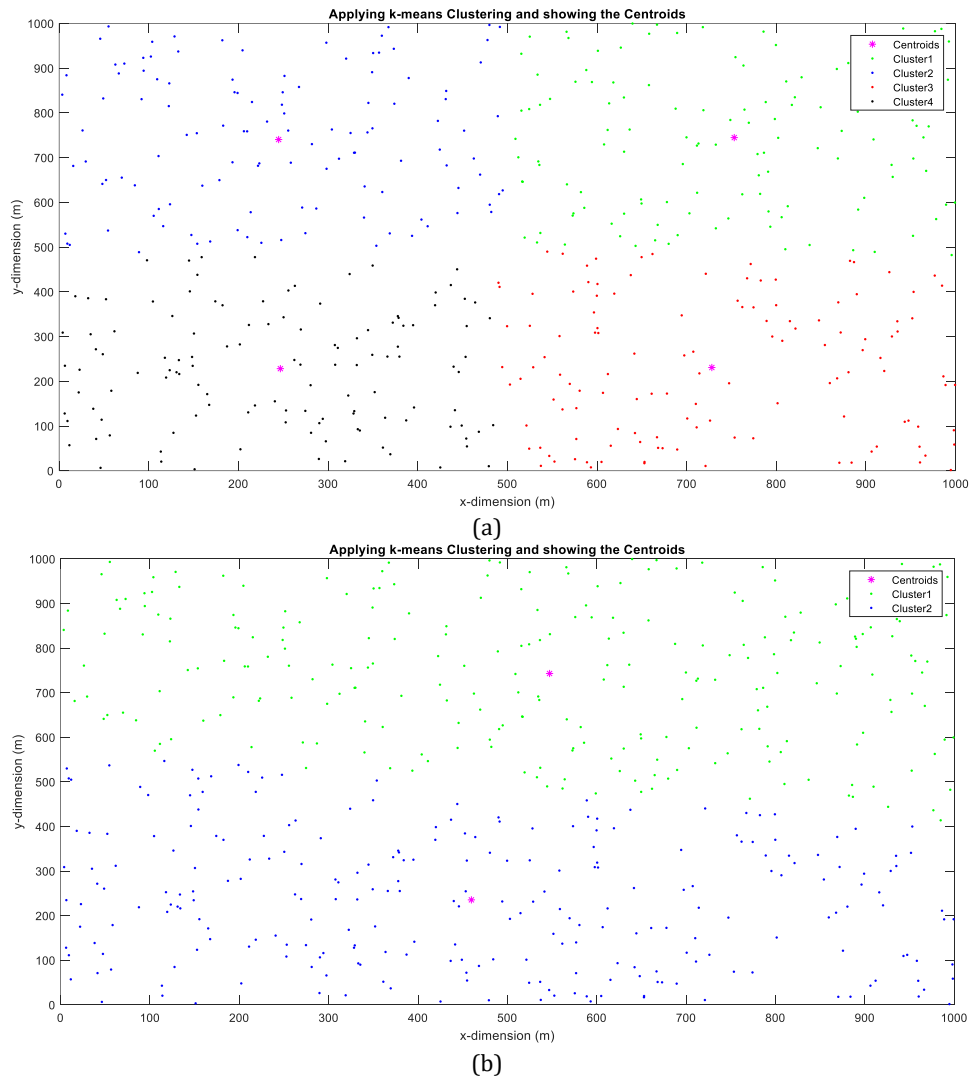 Applying k-means Clustering and showing the Centroids
1000
900
800
700
600
500
400
300
200
100
0
y-dimension (m)
Centroids
Cluster1
Cluster2
Cluster3
Cluster4
0 100 200 300 400 500 600 700 800 900 1000
x-dimension (m)
(a)
Applying k-means Clustering and showing the Centroids
1000
900
800
700
600
500
400
300
200
100
0
y-dimension (m)
Centroids
Cluster1
Cluster2
0 100 200 300 400 500 600 700 800 900 1000
x-dimension (m)
(b)